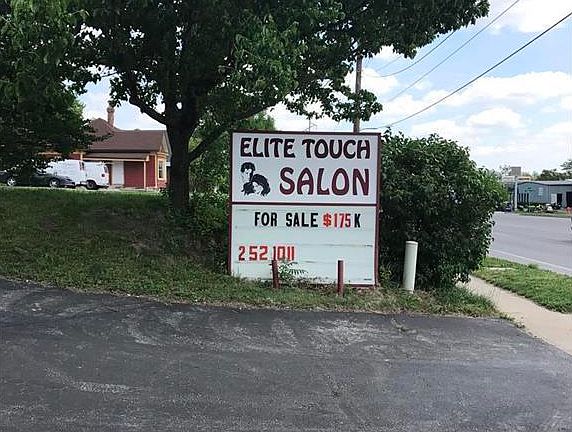 ELITE TOUCH
SALON
FOR SALE $175K
252 1011